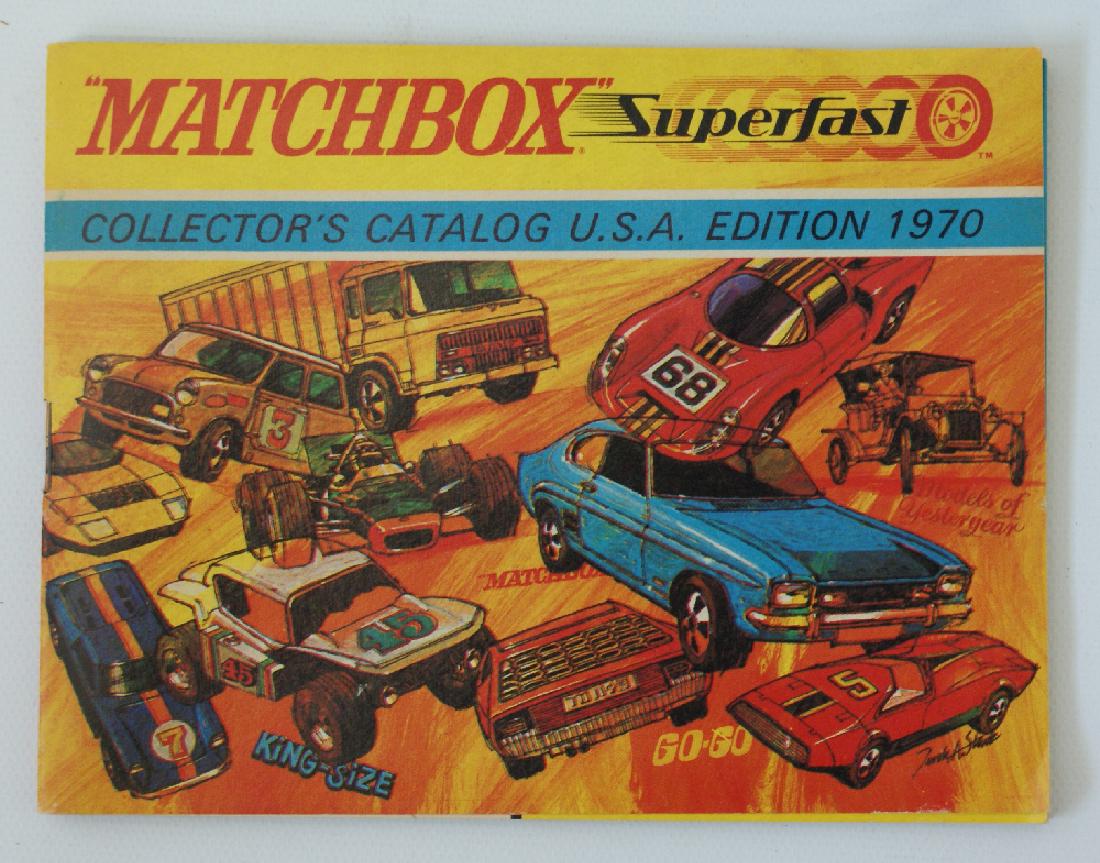 "MATCHBOX"® Superfast ™
COLLECTOR'S CATALOG U.S.A. EDITION 1970
68
3
Models of
Yesteryear
"MATCHBOX
45
45
7
5
KING-SIZE
GO-GO